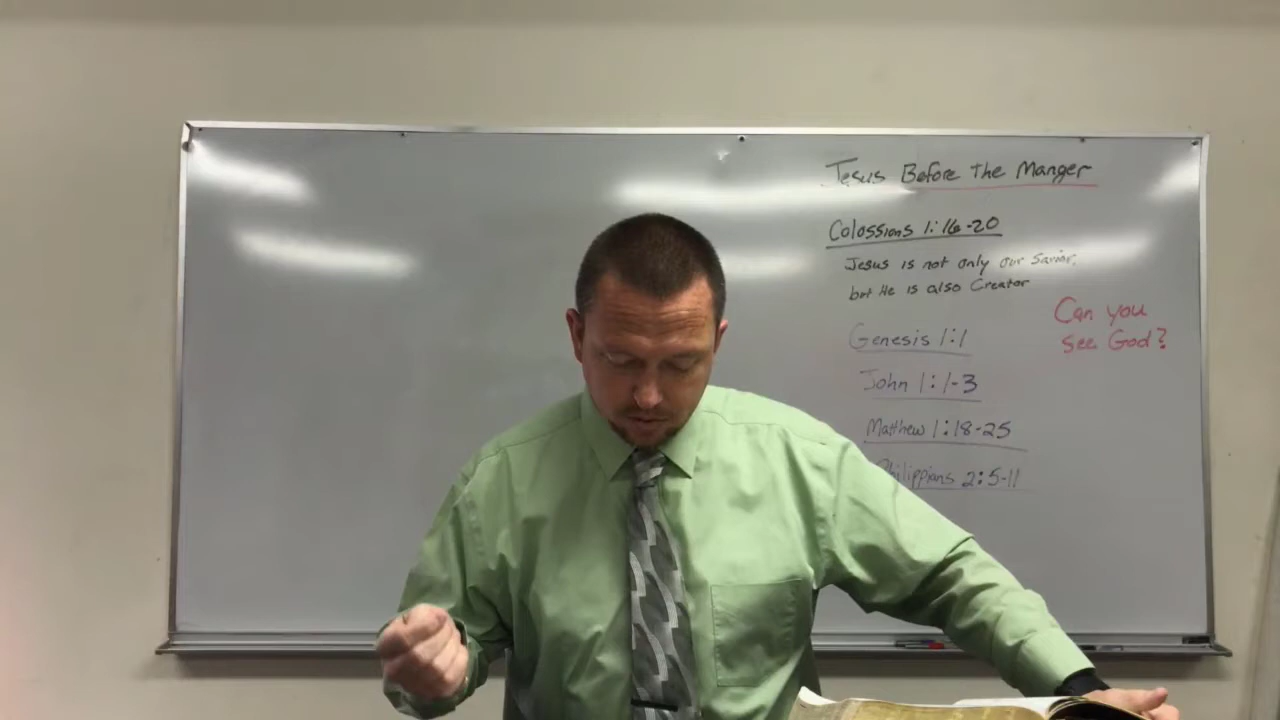 Jesus Before the Manger
Colossians 1:16-20
Jesus is not only our Savior,
but He is also Creator
Can you
see God?
Genesis 1:1
John 1:1-3
Matthew 1:18-25
Philippians 2:5-11